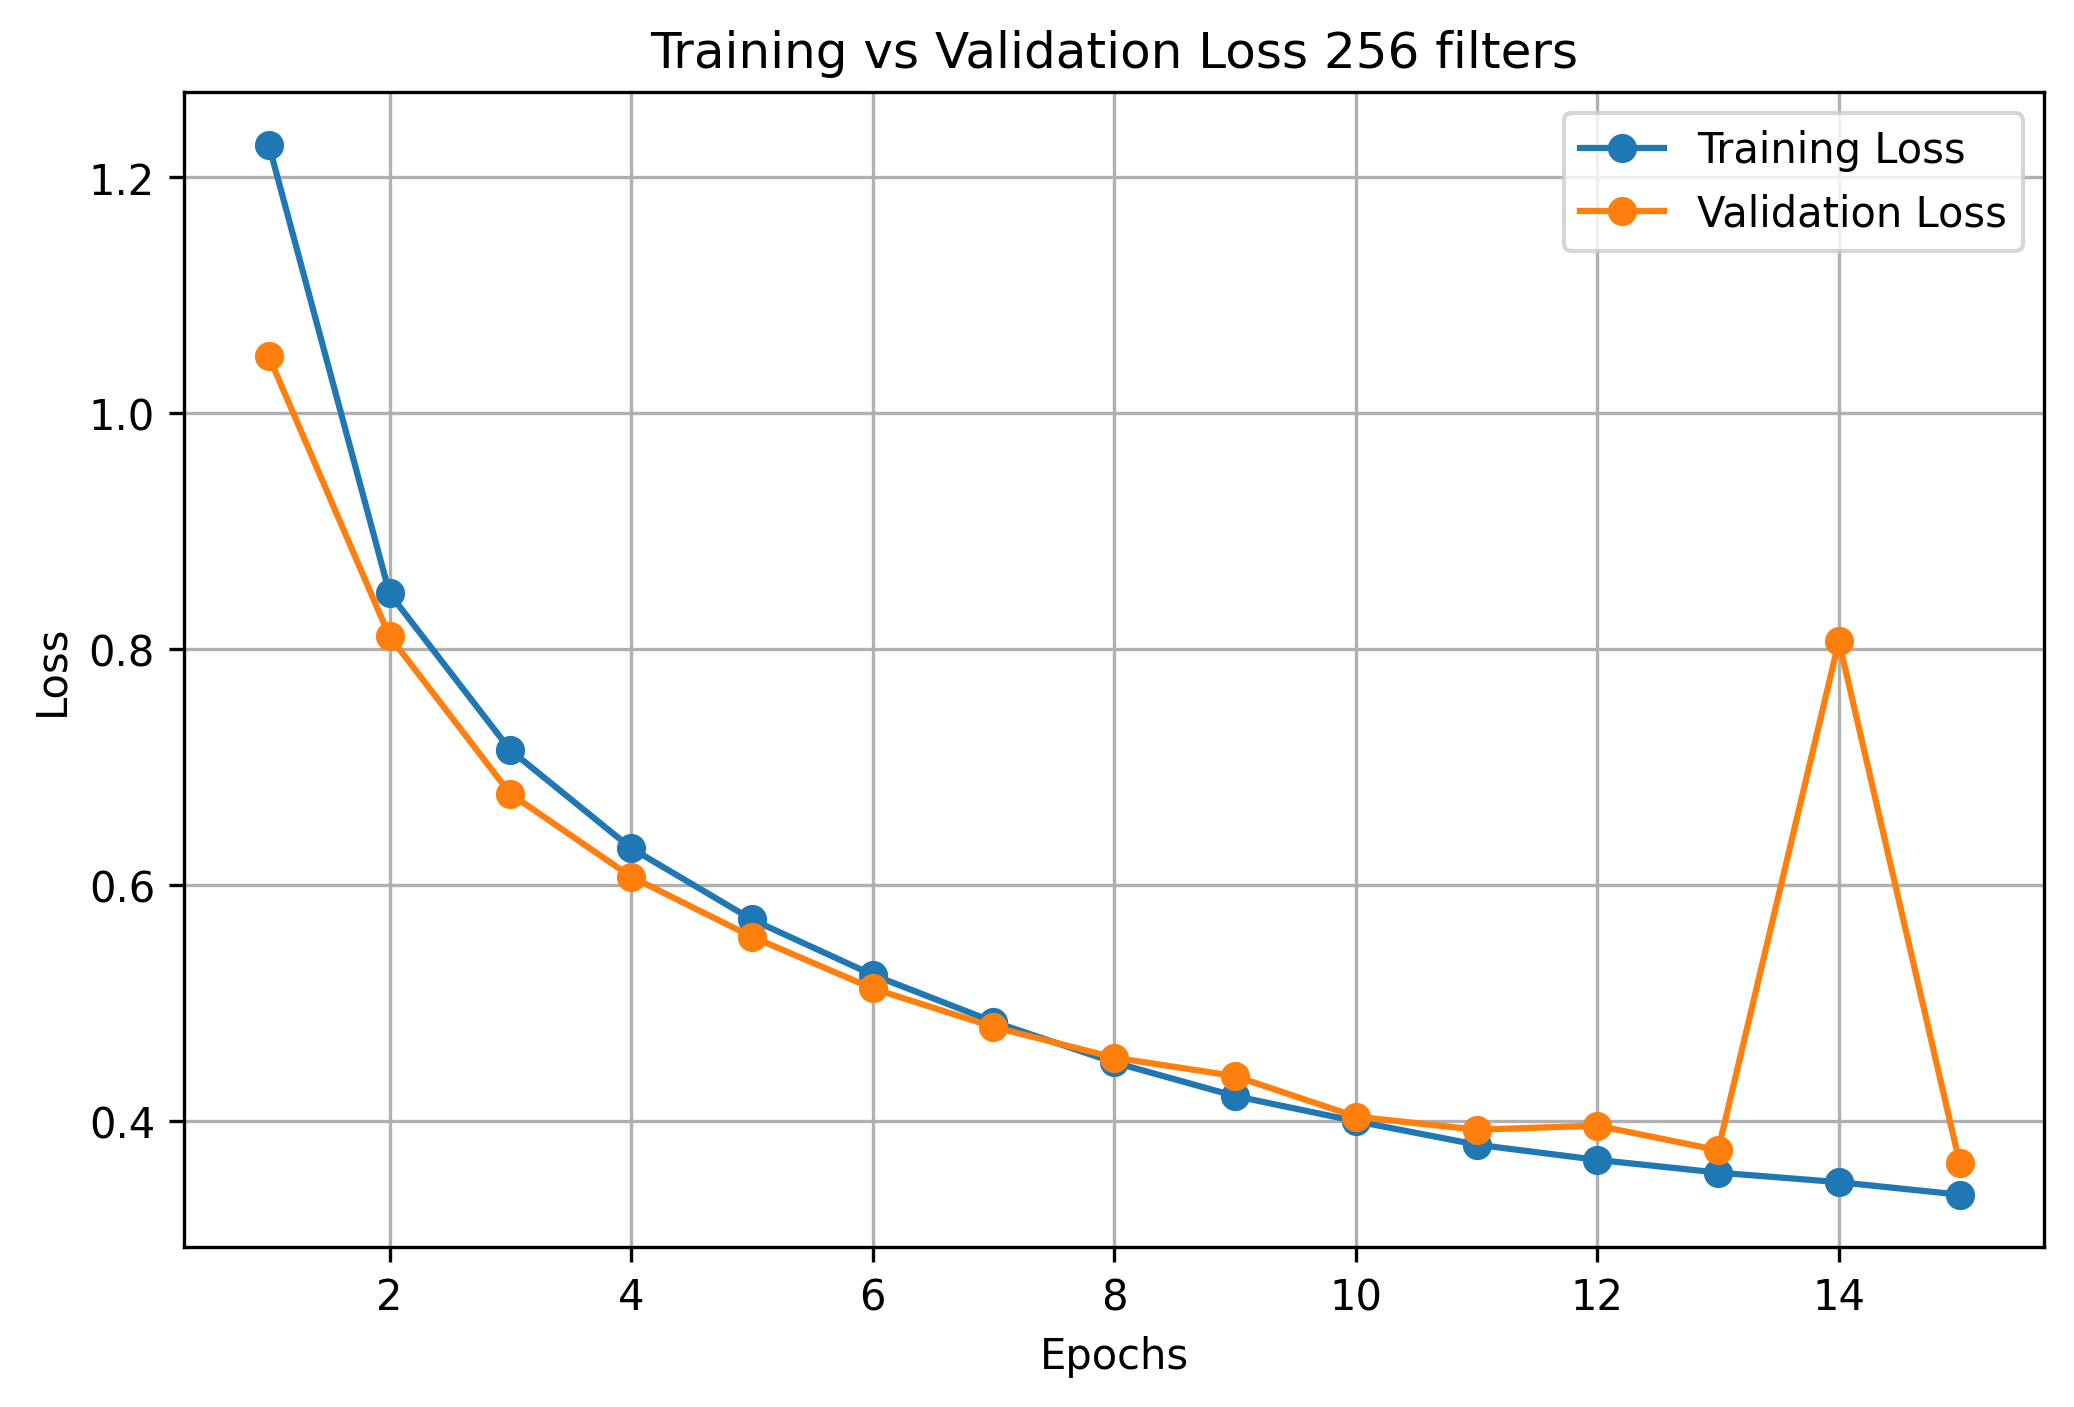 Training vs Validation Loss 256 filters
Training Loss
Validation Loss
1.2
1.0
0.8
0.6
0.4
Loss
2 4 6 8 10 12 14
Epochs